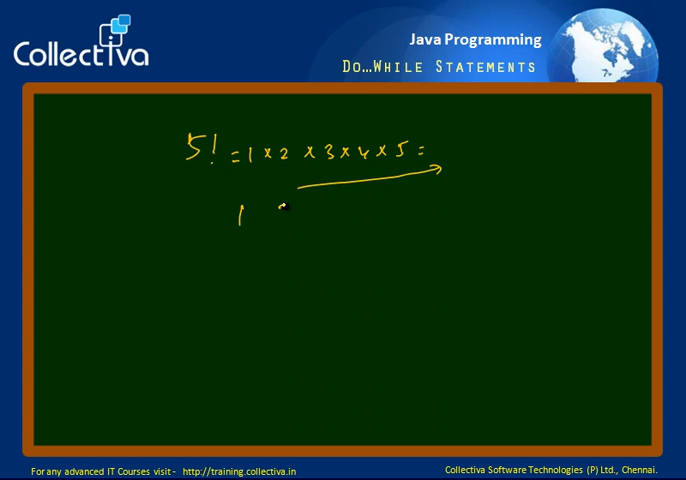 Collectiva
Java Programming
Do...While Statements
5! = 1 × 2 × 3 × 4 × 5 =
1
For any advanced IT Courses visit - http://training.collectiva.in
Collectiva Software Technologies (P) Ltd., Chennai.